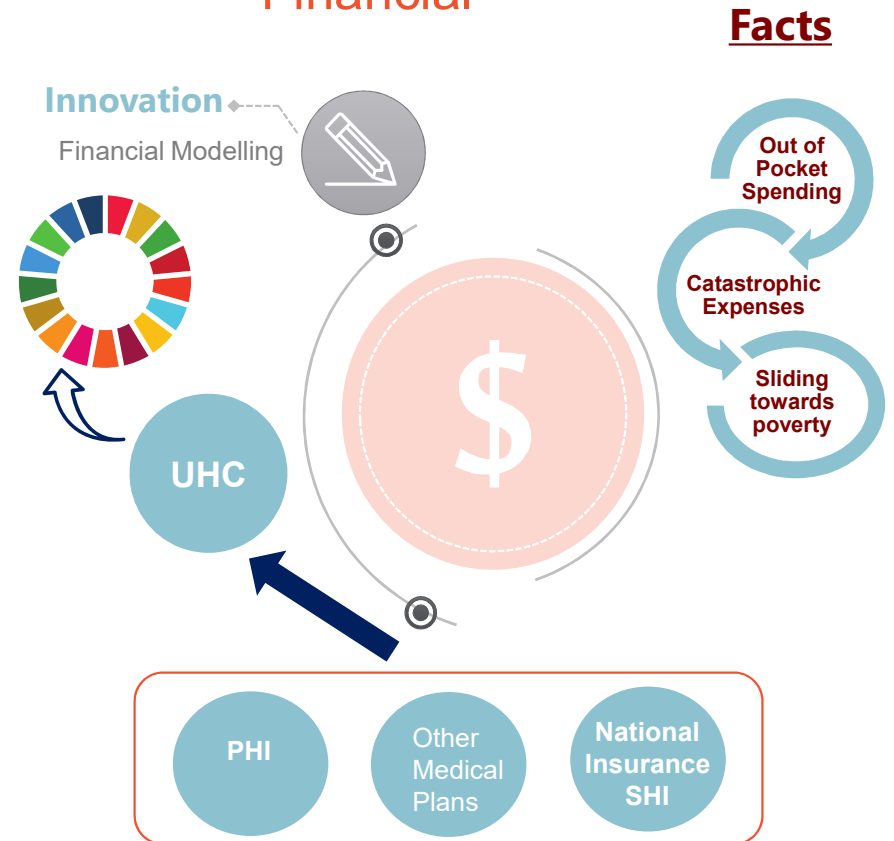 Financial
Facts
Innovation
Financial Modelling
Out of
Pocket
Spending
Catastrophic
Expenses
Sliding
towards
poverty
$
UHC
PHI
Other
Medical
Plans
National
Insurance
SHI